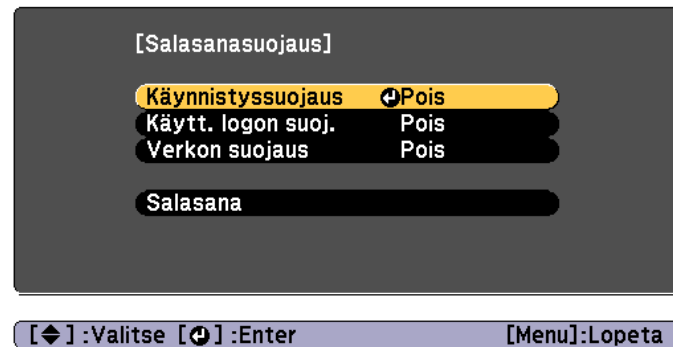 [Salasanasuojaus]
Käynnistyssuojaus Pois
Käytt. logon suoj. Pois
Verkon suojaus Pois
Salasana
[◆]:Valitse [⏎]:Enter [Menu]:Lopeta